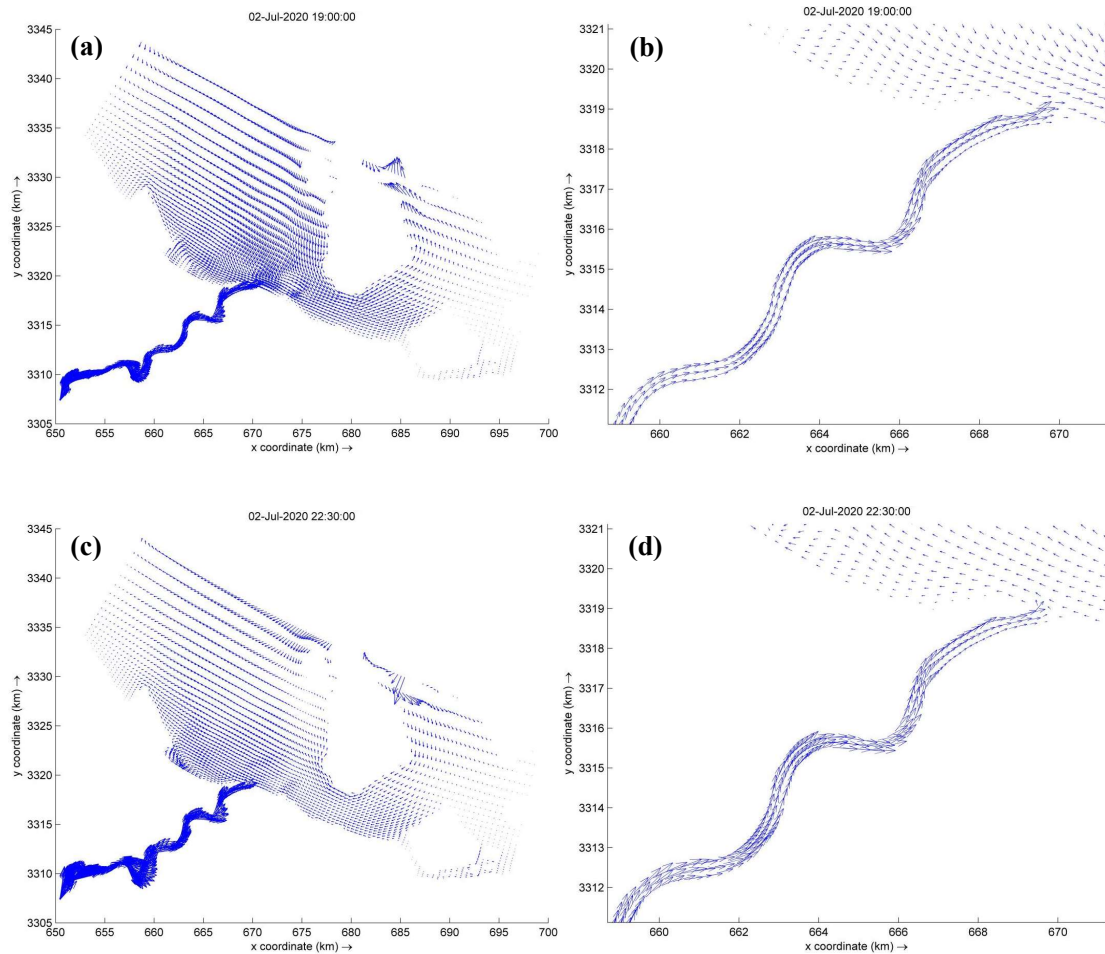 02-Jul-2020 19:00:00
(a)
3345
3340
3335
3330
3325
3320
3315
3310
3305
y coordinate (km) →
650 655 660 665 670 675 680 685 690 695 700
x coordinate (km) →
02-Jul-2020 19:00:00
(b)
3321
3320
3319
3318
3317
3316
3315
3314
3313
3312
y coordinate (km) →
660 662 664 666 668 670
x coordinate (km) →
02-Jul-2020 22:30:00
(c)
3345
3340
3335
3330
3325
3320
3315
3310
3305
y coordinate (km) →
650 655 660 665 670 675 680 685 690 695 700
x coordinate (km) →
02-Jul-2020 22:30:00
(d)
3321
3320
3319
3318
3317
3316
3315
3314
3313
3312
y coordinate (km) →
660 662 664 666 668 670
x coordinate (km) →